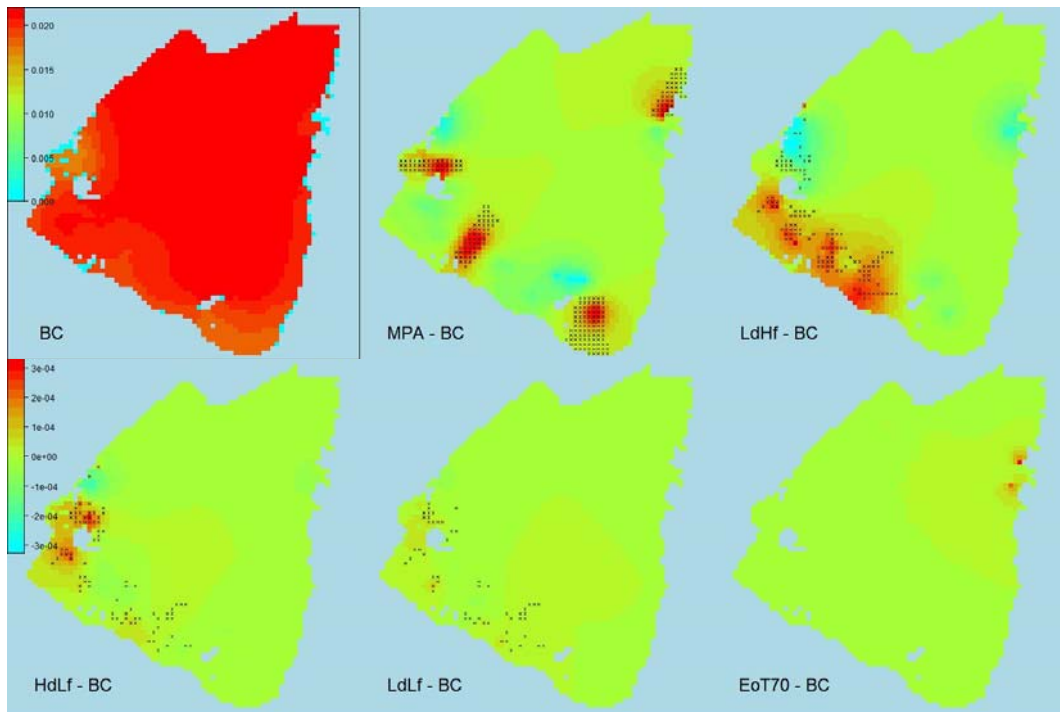 0.020
0.015
0.010
0.005
0.000
BC
MPA - BC
LdHf - BC
3e-04
2e-04
1e-04
0e+00
-1e-04
-2e-04
-3e-04
HdLf - BC
LdLf - BC
EoT70 - BC